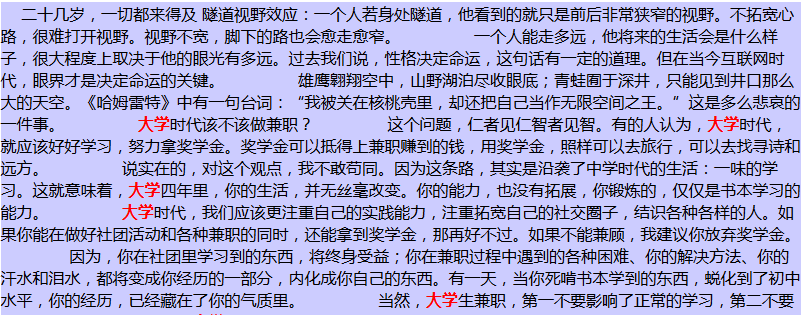 二十几岁，一切都来得及 隧道视野效应：一个人若身处隧道，他看到的就只是前后非常狭窄的视野。不拓宽心
路，很难打开视野。视野不宽，脚下的路也会愈走愈窄。 一个人能走多远，他将来的生活会是什么样
子，很大程度上取决于他的眼光有多远。过去我们说，性格决定命运，这句话有一定的道理。但在当今互联网时
代，眼界才是决定命运的关键。 雄鹰翱翔空中，山野湖泊尽收眼底；青蛙囿于深井，只能见到井口那么
大的天空。《哈姆雷特》中有一句台词：“我被关在核桃壳里，却还把自己当作无限空间之王。”这是多么悲哀的
一件事。 大学时代该不该做兼职？ 这个问题，仁者见仁智者见智。有的人认为，大学时代，
就应该好好学习，努力拿奖学金。奖学金可以抵得上兼职赚到的钱，用奖学金，照样可以去旅行，可以去找寻诗和
远方。 说实在的，对这个观点，我不敢苟同。因为这条路，其实是沿袭了中学时代的生活：一味的学
习。这就意味着，大学四年里，你的生活，并无丝毫改变。你的能力，也没有拓展，你锻炼的，仅仅是书本学习的
能力。 大学时代，我们应该更注重自己的实践能力，注重拓宽自己的社交圈子，结识各种各样的人。如
果你能在做好社团活动和各种兼职的同时，还能拿到奖学金，那再好不过。如果不能兼顾，我建议你放弃奖学金。
因为，你在社团里学习到的东西，将终身受益；你在兼职过程中遇到的各种困难、你的解决方法、你的
汗水和泪水，都将变成你经历的一部分，内化成你自己的东西。有一天，当你死啃书本学到的东西，蜕化到了初中
水平，你的经历，已经藏在了你的气质里。 当然，大学生兼职，第一不要影响了正常的学习，第二不要